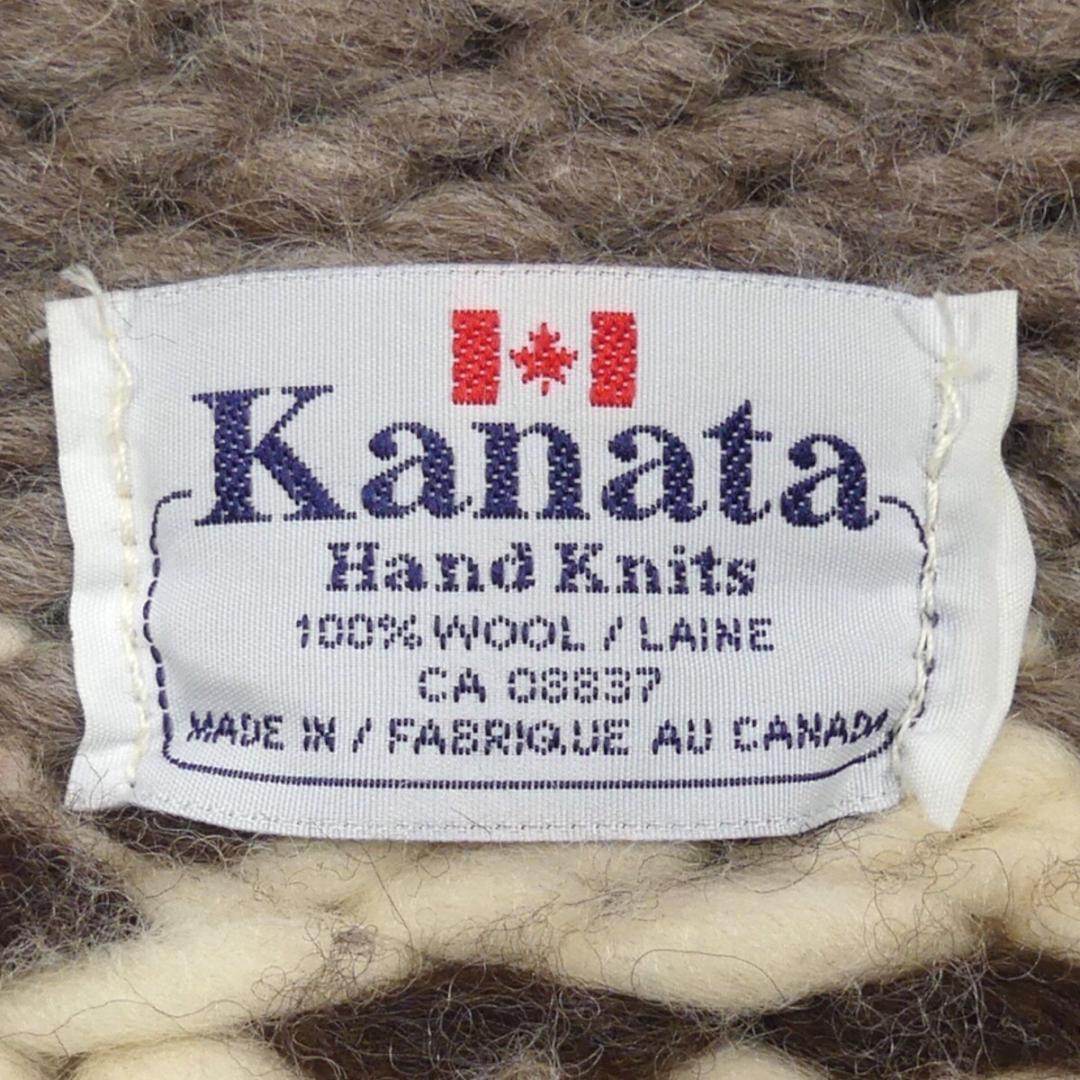 Kanata
Hand Knits
100% WOOL / LAINE
CA 08837
MADE IN / FABRIQUE AU CANADA